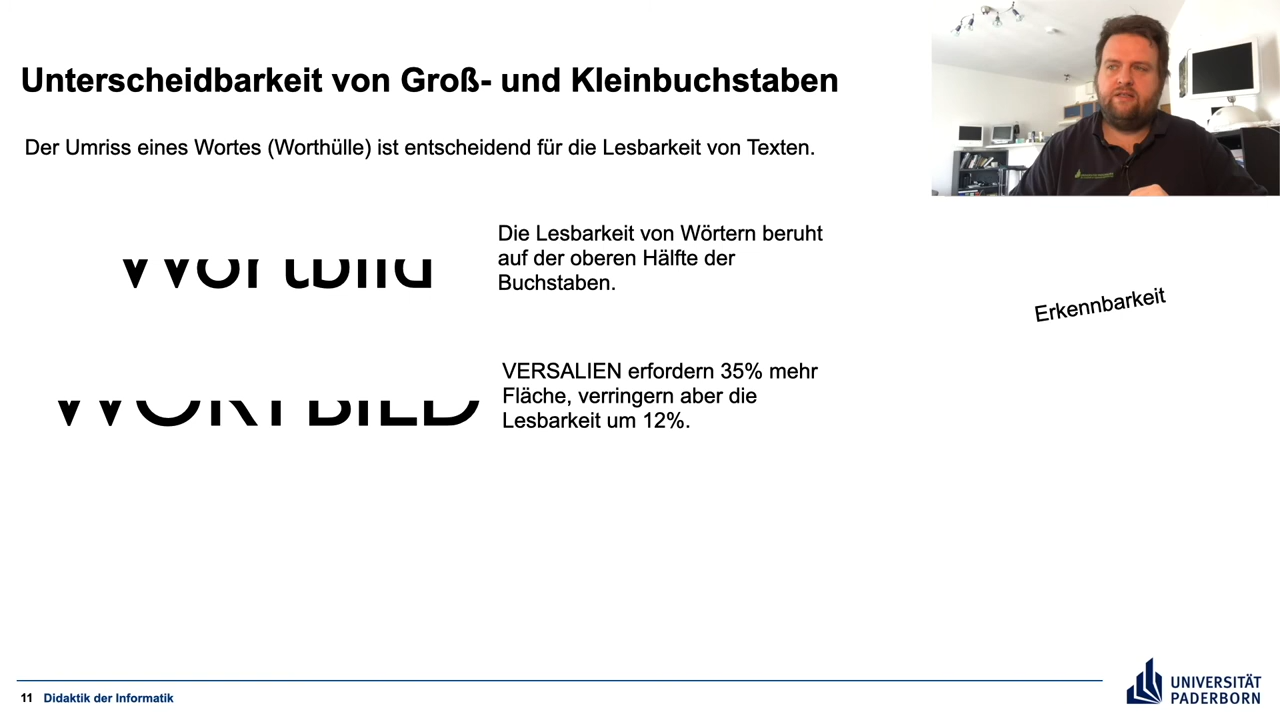 Unterscheidbarkeit von Groß- und Kleinbuchstaben
Der Umriss eines Wortes (Worthülle) ist entscheidend für die Lesbarkeit von Texten.
Wortbild
Die Lesbarkeit von Wörtern beruht
auf der oberen Hälfte der
Buchstaben.
Erkennbarkeit
WORTBILD
VERSALIEN erfordern 35% mehr
Fläche, verringern aber die
Lesbarkeit um 12%.
11 Didaktik der Informatik
UNIVERSITÄT
PADERBORN